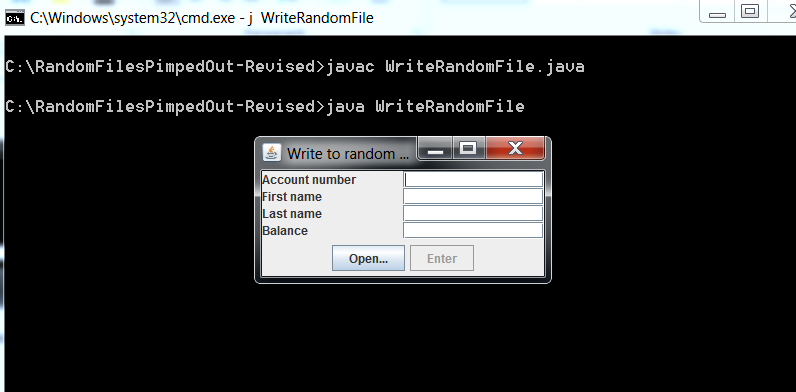 C:\Windows\system32\cmd.exe - j  WriteRandomFile
C:\RandomFilesPimpedOut-Revised>javac WriteRandomFile.java
C:\RandomFilesPimpedOut-Revised>java WriteRandomFile
Write to random ...
Account number
First name
Last name
Balance
Open... Enter